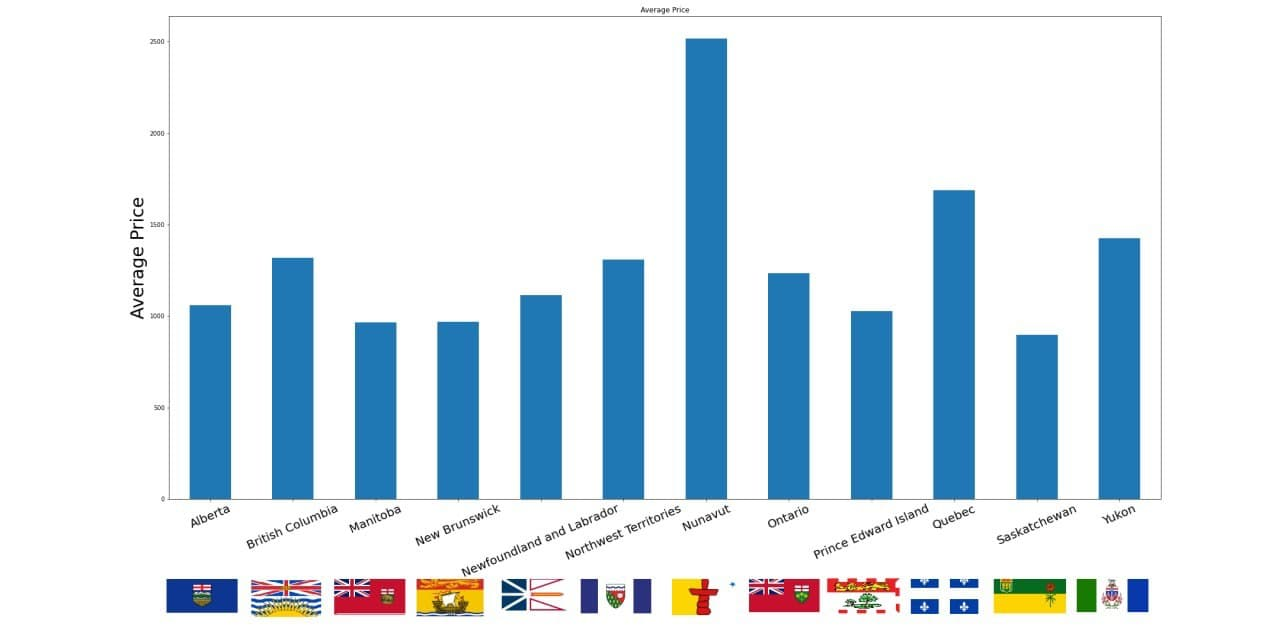 Average Price
2500
2000
1500
1000
500
0
Average Price
Alberta
British Columbia
Manitoba
New Brunswick
Newfoundland and Labrador
Northwest Territories
Nunavut
Ontario
Prince Edward Island
Quebec
Saskatchewan
Yukon